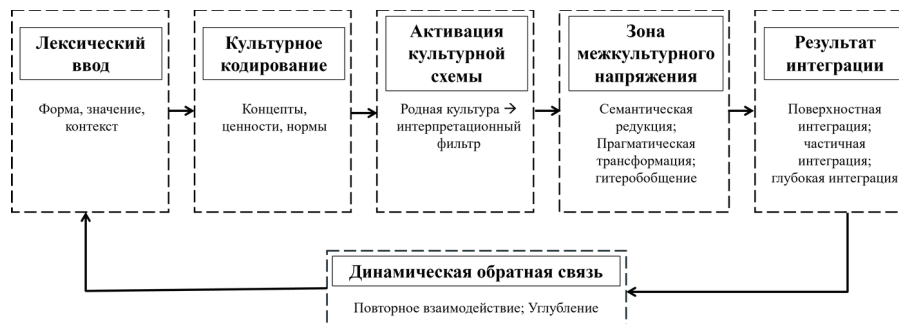 Лексический
ввод
Форма, значение,
контекст
Культурное
кодирование
Концепты,
ценности, нормы
Активация
культурной
схемы
Родная культура →
интерпретационный
фильтр
Зона
межкультурного
напряжения
Семантическая
редукция;
Прагматическая
трансформация;
гитеробобщение
Результат
интеграции
Поверхностная
интеграция;
частичная
интеграция;
глубокая интеграция
Динамическая обратная связь
Повторное взаимодействие; Углубление